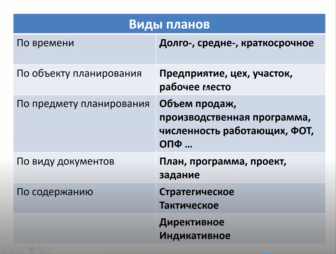 Виды планов
По времени
Долго-, средне-, краткосрочное
По объекту планирования
Предприятие, цех, участок,
рабочее место
По предмету планирования
Объем продаж,
производственная программа,
численность работающих, ФОТ,
ОПФ ...
По виду документов
План, программа, проект,
задание
По содержанию
Стратегическое
Тактическое
Директивное
Индикативное